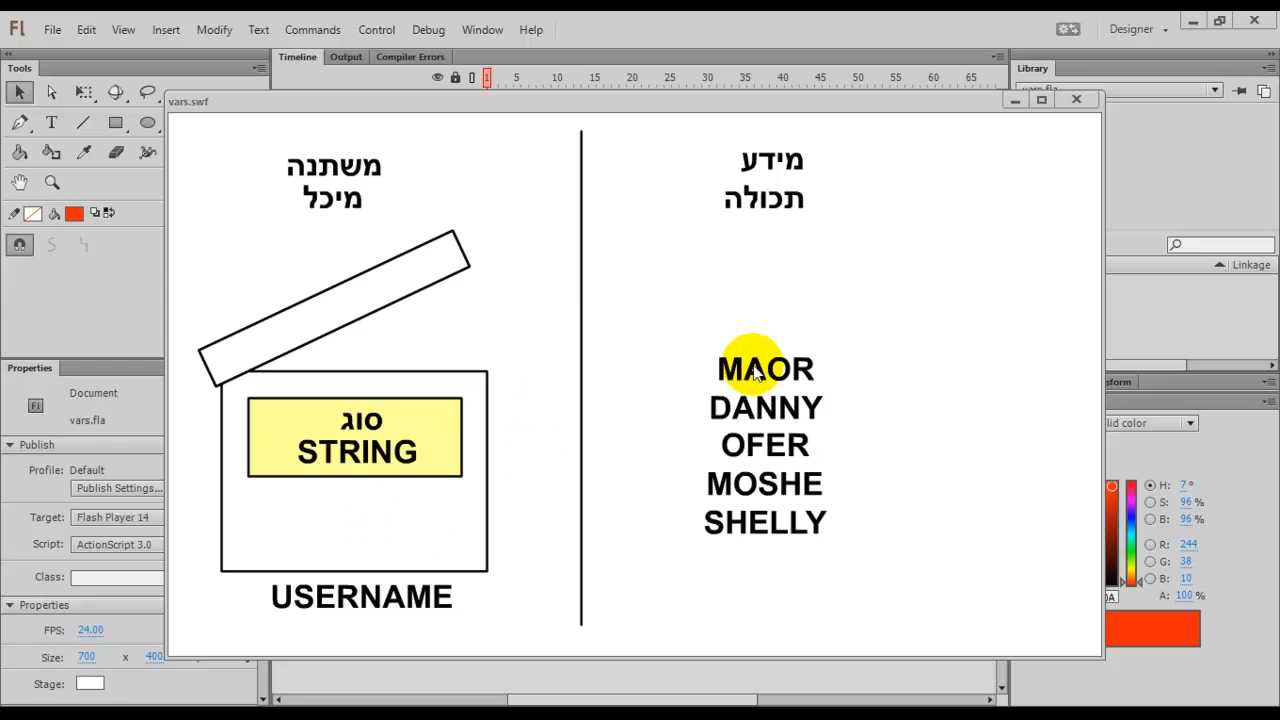 Fl File Edit View Insert Modify Text Commands Control Debug Window Help Designer
Tools
Timeline Output Compiler Errors
Library
1 5 10 15 20 25 30 35 40 45 50 55 60 65
vars.swf
משתנה
מיכל
מידע
תכולה
סוג
STRING
USERNAME
MAOR
DANNY
OFER
MOSHE
SHELLY
Linkage
Properties
Fl Document
vars.fla
Publish
Profile: Default
Publish Settings...
Target: Flash Player 14
Script: ActionScript 3.0
Class:
Properties
FPS: 24.00
Size: 700 x 400
Stage:
H: 7 °
S: 96 %
B: 96 %
R: 244
G: 38
B: 10
A: 100 %